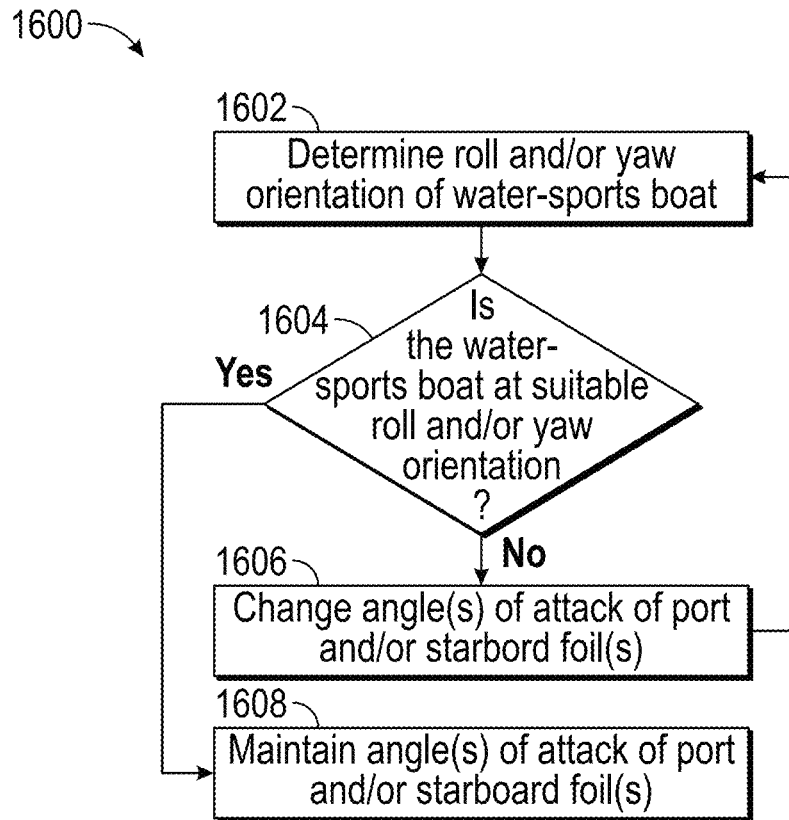 1600
1602
Determine roll and/or yaw
orientation of water-sports boat
1604
Is
the water-
sports boat at suitable
roll and/or yaw
orientation
?
Yes
No
1606
Change angle(s) of attack of port
and/or starbord foil(s)
1608
Maintain angle(s) of attack of port
and/or starboard foil(s)